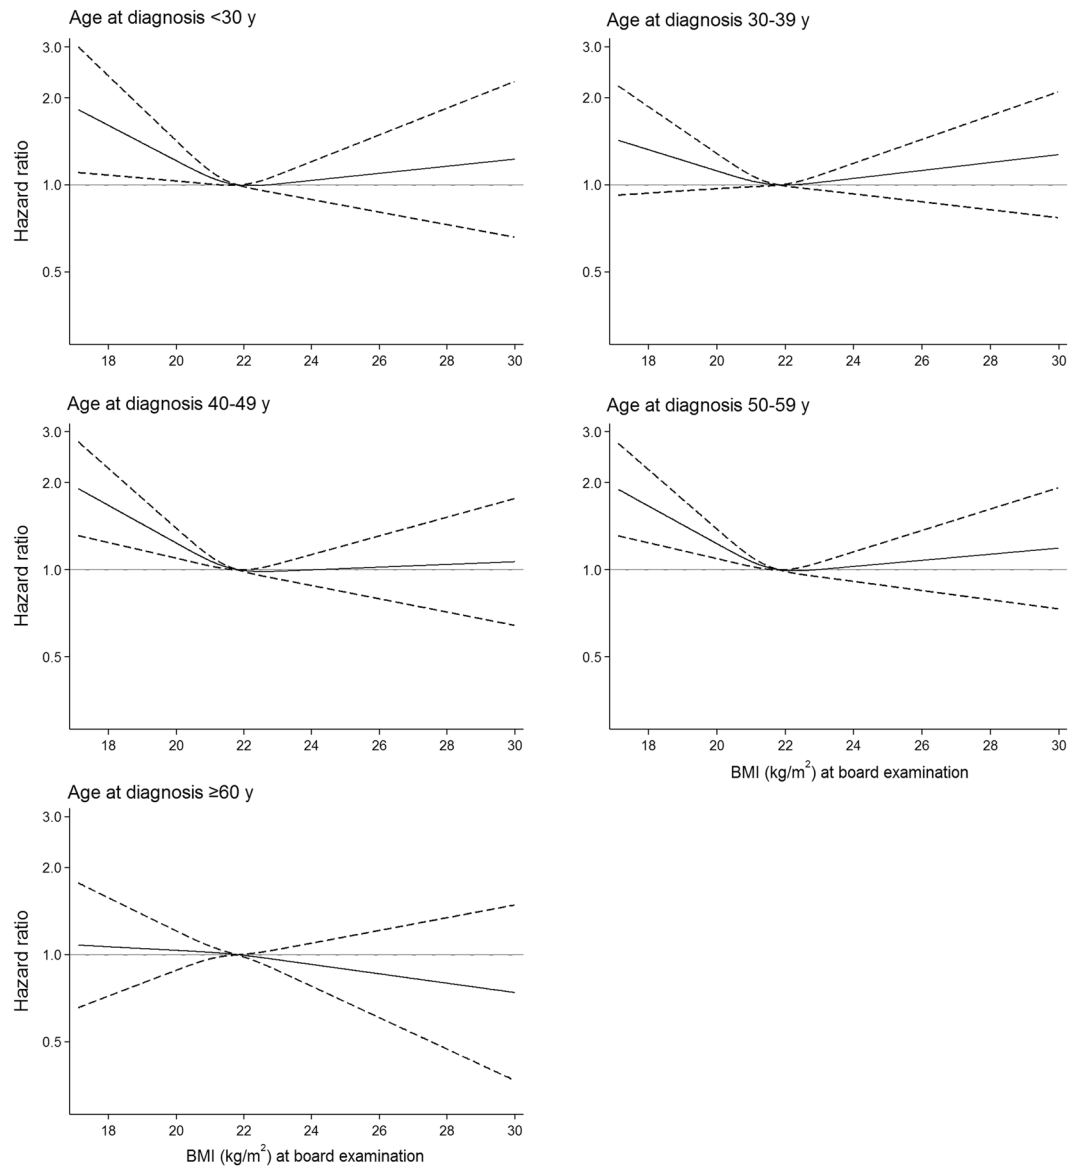 Age at diagnosis <30 y
3.0
2.0
1.0
0.5
Hazard ratio
18 20 22 24 26 28 30
Age at diagnosis 30-39 y
3.0
2.0
1.0
0.5
18 20 22 24 26 28 30
Age at diagnosis 40-49 y
3.0
2.0
1.0
0.5
Hazard ratio
18 20 22 24 26 28 30
Age at diagnosis 50-59 y
3.0
2.0
1.0
0.5
18 20 22 24 26 28 30
BMI (kg/m²) at board examination
Age at diagnosis ≥60 y
3.0
2.0
1.0
0.5
Hazard ratio
18 20 22 24 26 28 30
BMI (kg/m²) at board examination